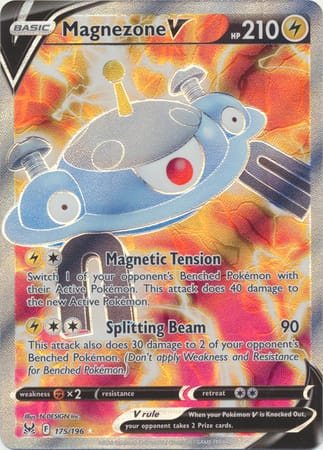 BASIC Magnezone V HP 210
Magnetic Tension
Switch 1 of your opponent's Benched Pokémon with
their Active Pokémon. This attack does 40 damage to
the new Active Pokémon.
Splitting Beam 90
This attack also does 30 damage to 2 of your opponent's
Benched Pokémon. (Don't apply Weakness and Resistance
for Benched Pokémon.)
weakness ×2 resistance retreat
V rule When your Pokémon V is Knocked Out,
your opponent takes 2 Prize cards.
Illus. N-DESIGN Inc.
F 175/196